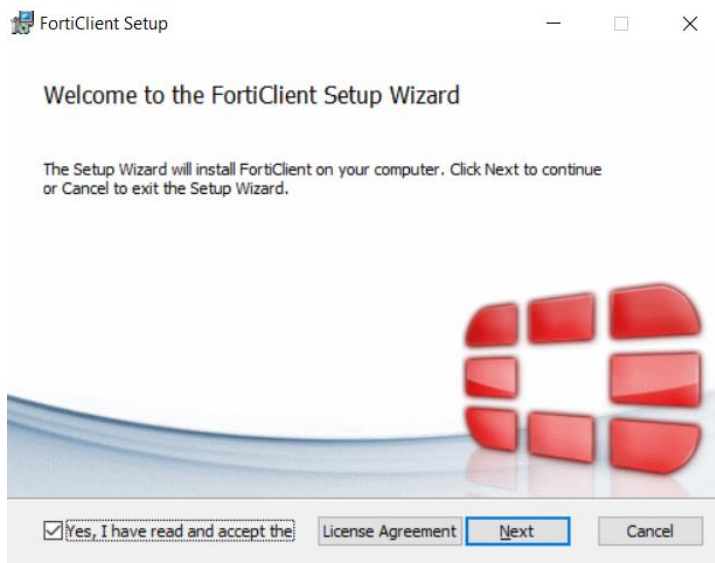 FortiClient Setup
Welcome to the FortiClient Setup Wizard
The Setup Wizard will install FortiClient on your computer. Click Next to continue
or Cancel to exit the Setup Wizard.
Yes, I have read and accept the License Agreement Next Cancel